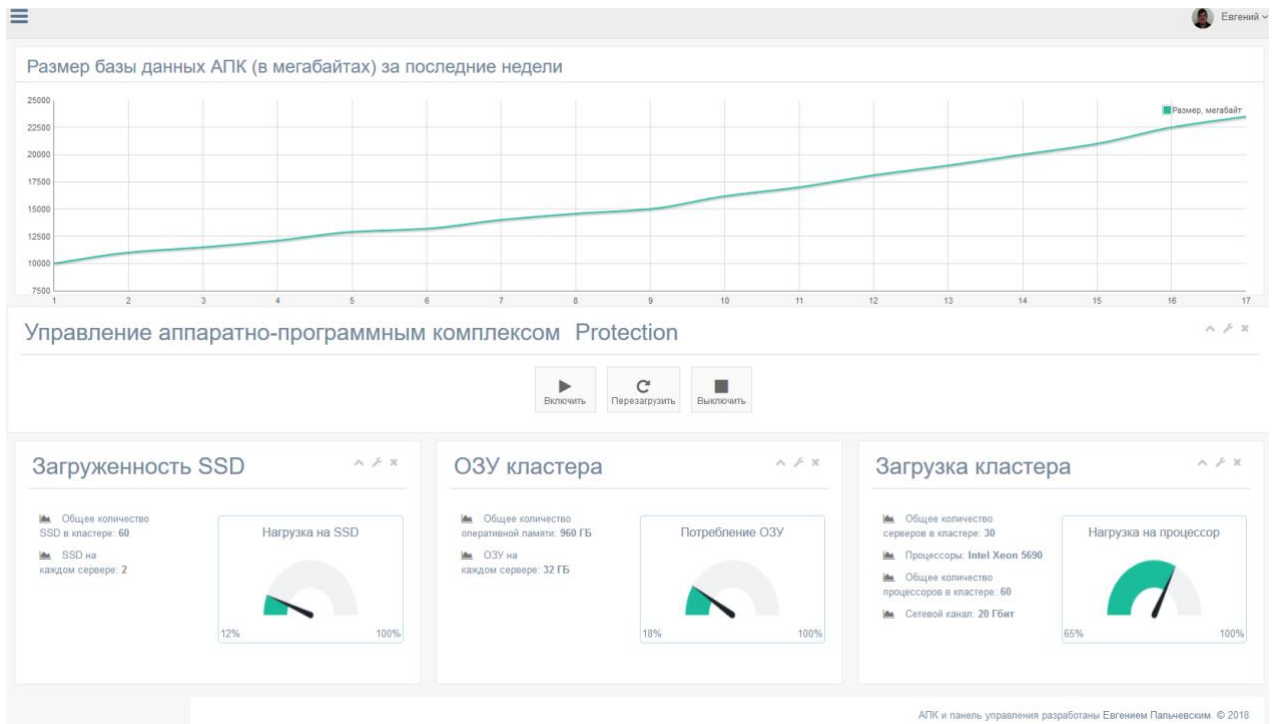 Евгений
Размер базы данных АПК (в мегабайтах) за последние недели
25000
22500
20000
17500
15000
12500
10000
7500
Размер, мегабайт
1 2 3 4 5 6 7 8 9 10 11 12 13 14 15 16 17
Управление аппаратно-программным комплексом Protection
Включить
Перезагрузить
Выключить
Загруженность SSD
Общее количество
SSD в кластере: 60
SSD на
каждом сервере: 2
Нагрузка на SSD
12% 100%
ОЗУ кластера
Общее количество
оперативной памяти: 960 ГБ
ОЗУ на
каждом сервере: 32 ГБ
Потребление ОЗУ
18% 100%
Загрузка кластера
Общее количество
серверов в кластере: 30
Процессоры: Intel Xeon 5690
Общее количество
процессоров в кластере: 60
Сетевой канал: 20 Гбит
Нагрузка на процессор
65% 100%
АПК и панель управления разработаны Евгением Пальчевским. © 2018